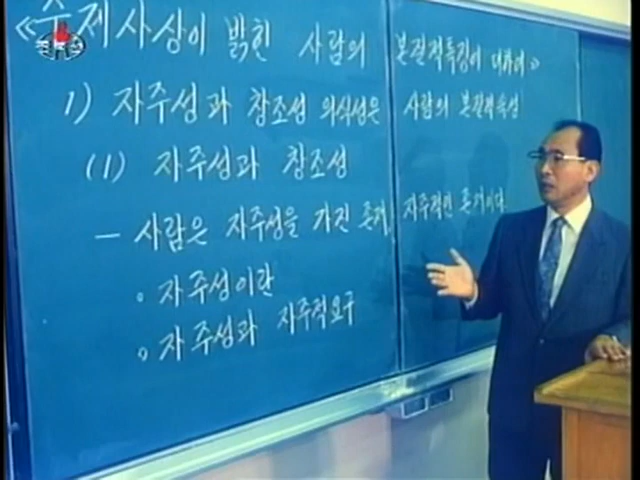 《주체사상이 밝힌 사람의 본질적특징에 대하여》
1) 자주성과 창조성 의식성은 사람의 본질적속성
(1) 자주성과 창조성
— 사람은 자주성을 가진 존재, 자주적인 존재이다
○ 자주성이란
○ 자주성과 자주적요구